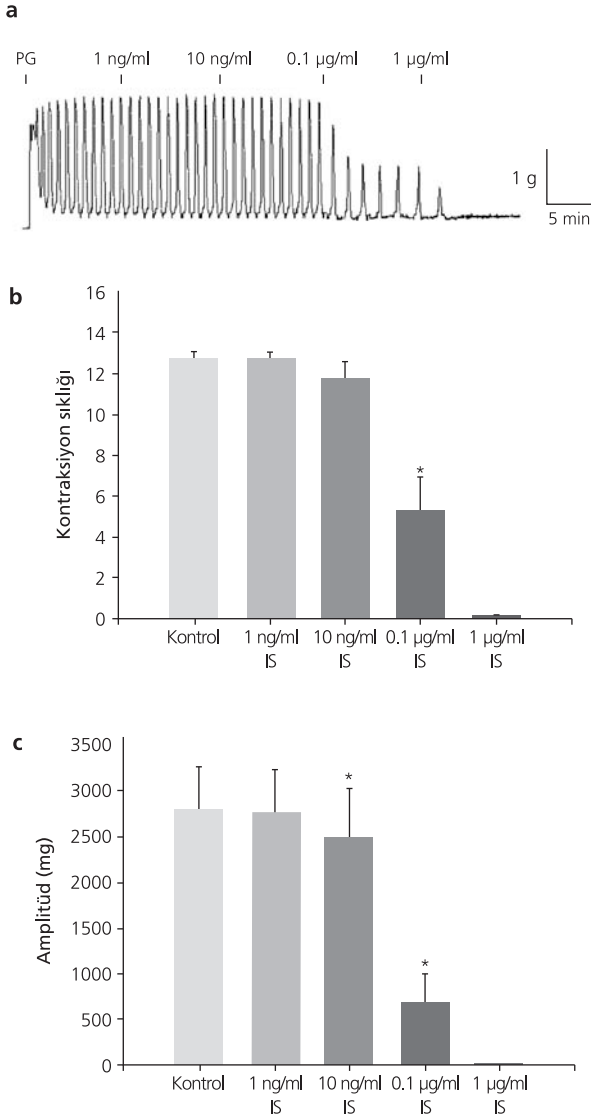 a
PG 1 ng/ml 10 ng/ml 0.1 µg/ml 1 µg/ml
1 g
5 min
b
Kontraksiyon sıklığı
16
14
12
10
8
6
4
2
0
*
Kontrol 1 ng/ml 10 ng/ml 0.1 µg/ml 1 µg/ml
IS IS IS IS
c
Amplitüd (mg)
3500
3000
2500
2000
2500
1000
500
0
*
*
Kontrol 1 ng/ml 10 ng/ml 0.1 µg/ml 1 µg/ml
IS IS IS IS